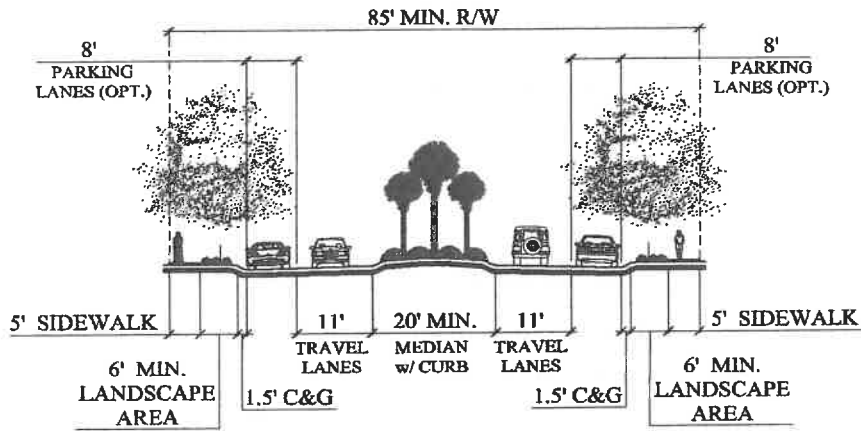 85' MIN. R/W
8'
PARKING
LANES (OPT.)
8'
PARKING
LANES (OPT.)
5' SIDEWALK
11'
TRAVEL
LANES
20' MIN.
MEDIAN
w/ CURB
11'
TRAVEL
LANES
5' SIDEWALK
6' MIN.
LANDSCAPE
AREA
1.5' C&G
1.5' C&G
6' MIN.
LANDSCAPE
AREA